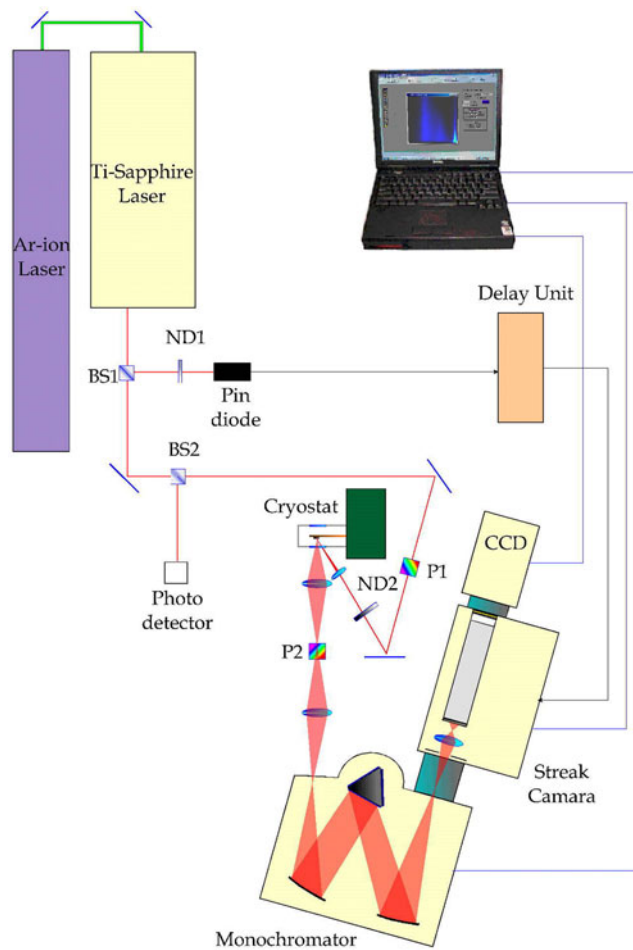 Ti-Sapphire
Laser
Ar-ion
Laser
Delay Unit
ND1
BS1
Pin
diode
BS2
Cryostat
CCD
ND2
P1
Photo
detector
P2
Streak
Camara
Monochromator